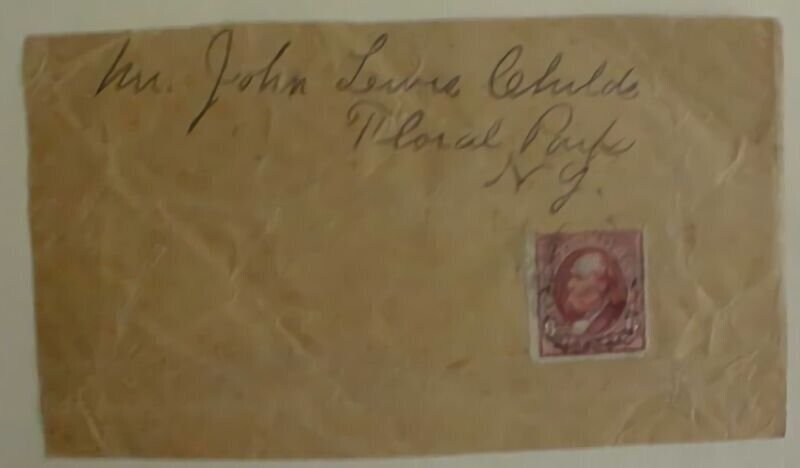 Mr. John Lewis Childs
Floral Park
N Y.